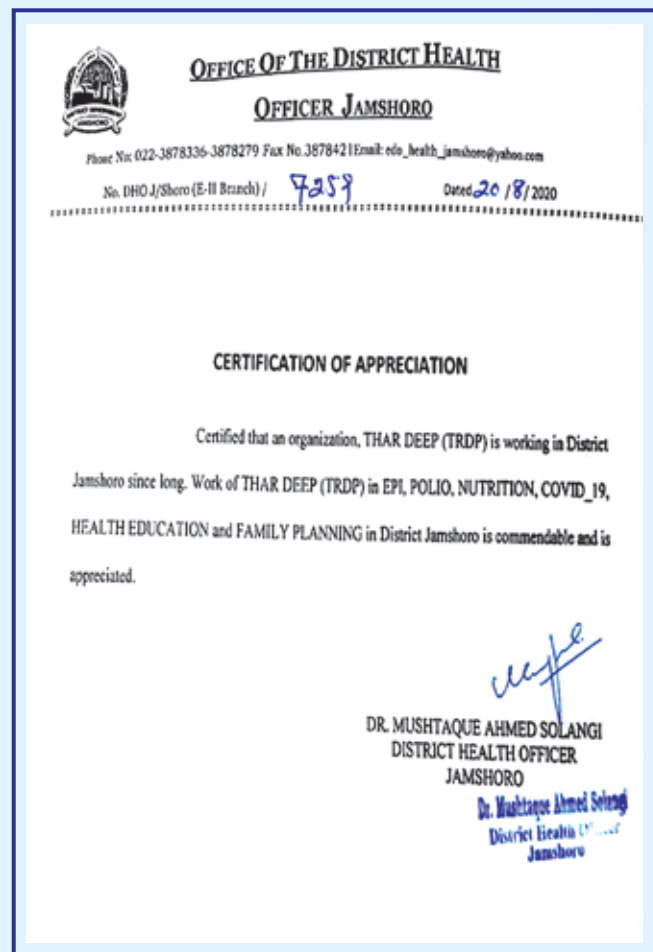 OFFICE OF THE DISTRICT HEALTH
OFFICER JAMSHORO
DISTRICT GOVERNMENT
JAMSHORO
Phone No: 022-3878336-3878279 Fax No.3878421Email: edo_health_jamshoro@yahoo.com
No. DHO J/Shoro (E-II Branch) / 7259 Dated 20 / 8 / 2020
CERTIFICATION OF APPRECIATION
Certified that an organization, THAR DEEP (TRDP) is working in District
Jamshoro since long. Work of THAR DEEP (TRDP) in EPI, POLIO, NUTRITION, COVID_19,
HEALTH EDUCATION and FAMILY PLANNING in District Jamshoro is commendable and is
appreciated.
DR. MUSHTAQUE AHMED SOLANGI
DISTRICT HEALTH OFFICER
JAMSHORO
Dr. Mushtaque Ahmed Solangi
District Health
Jamshoro